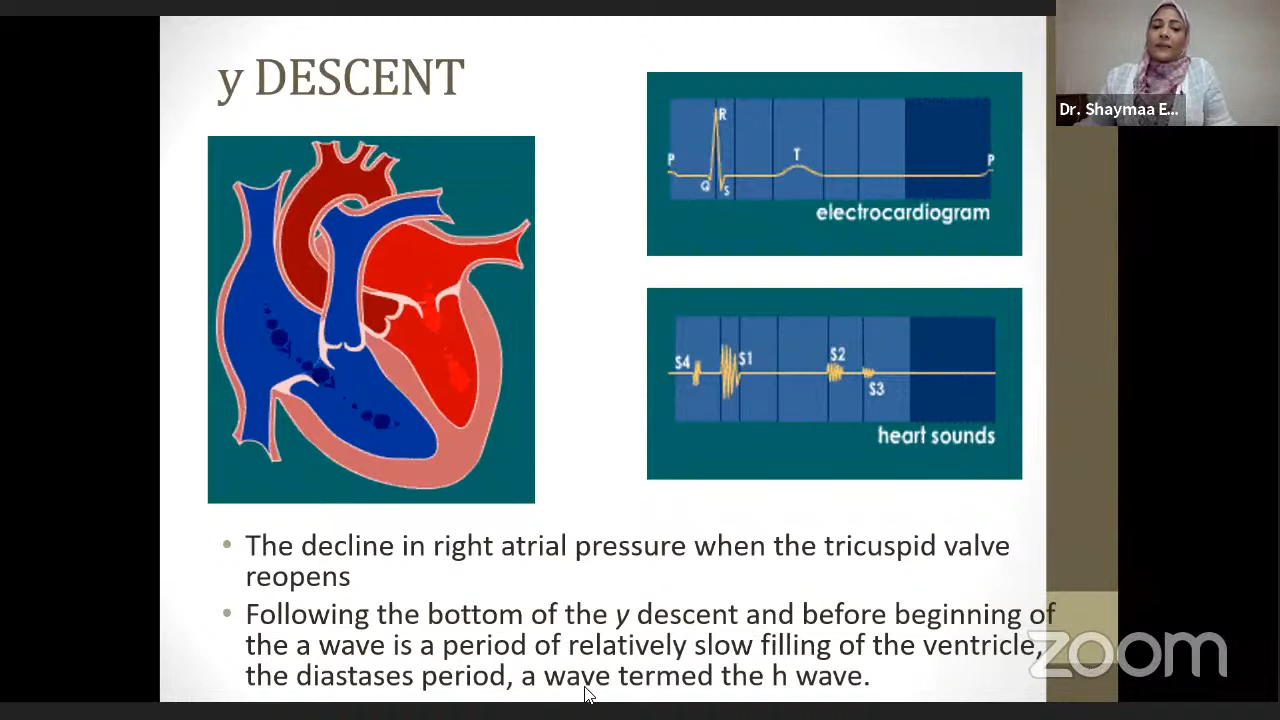 y DESCENT
Dr. Shaymaa E...
P
R
Q
S
T
P
electrocardiogram
S4
S1
S2
S3
heart sounds
• The decline in right atrial pressure when the tricuspid valve
reopens
• Following the bottom of the y descent and before beginning of
the a wave is a period of relatively slow filling of the ventricle,
the diastases period, a wave termed the h wave.
zoom